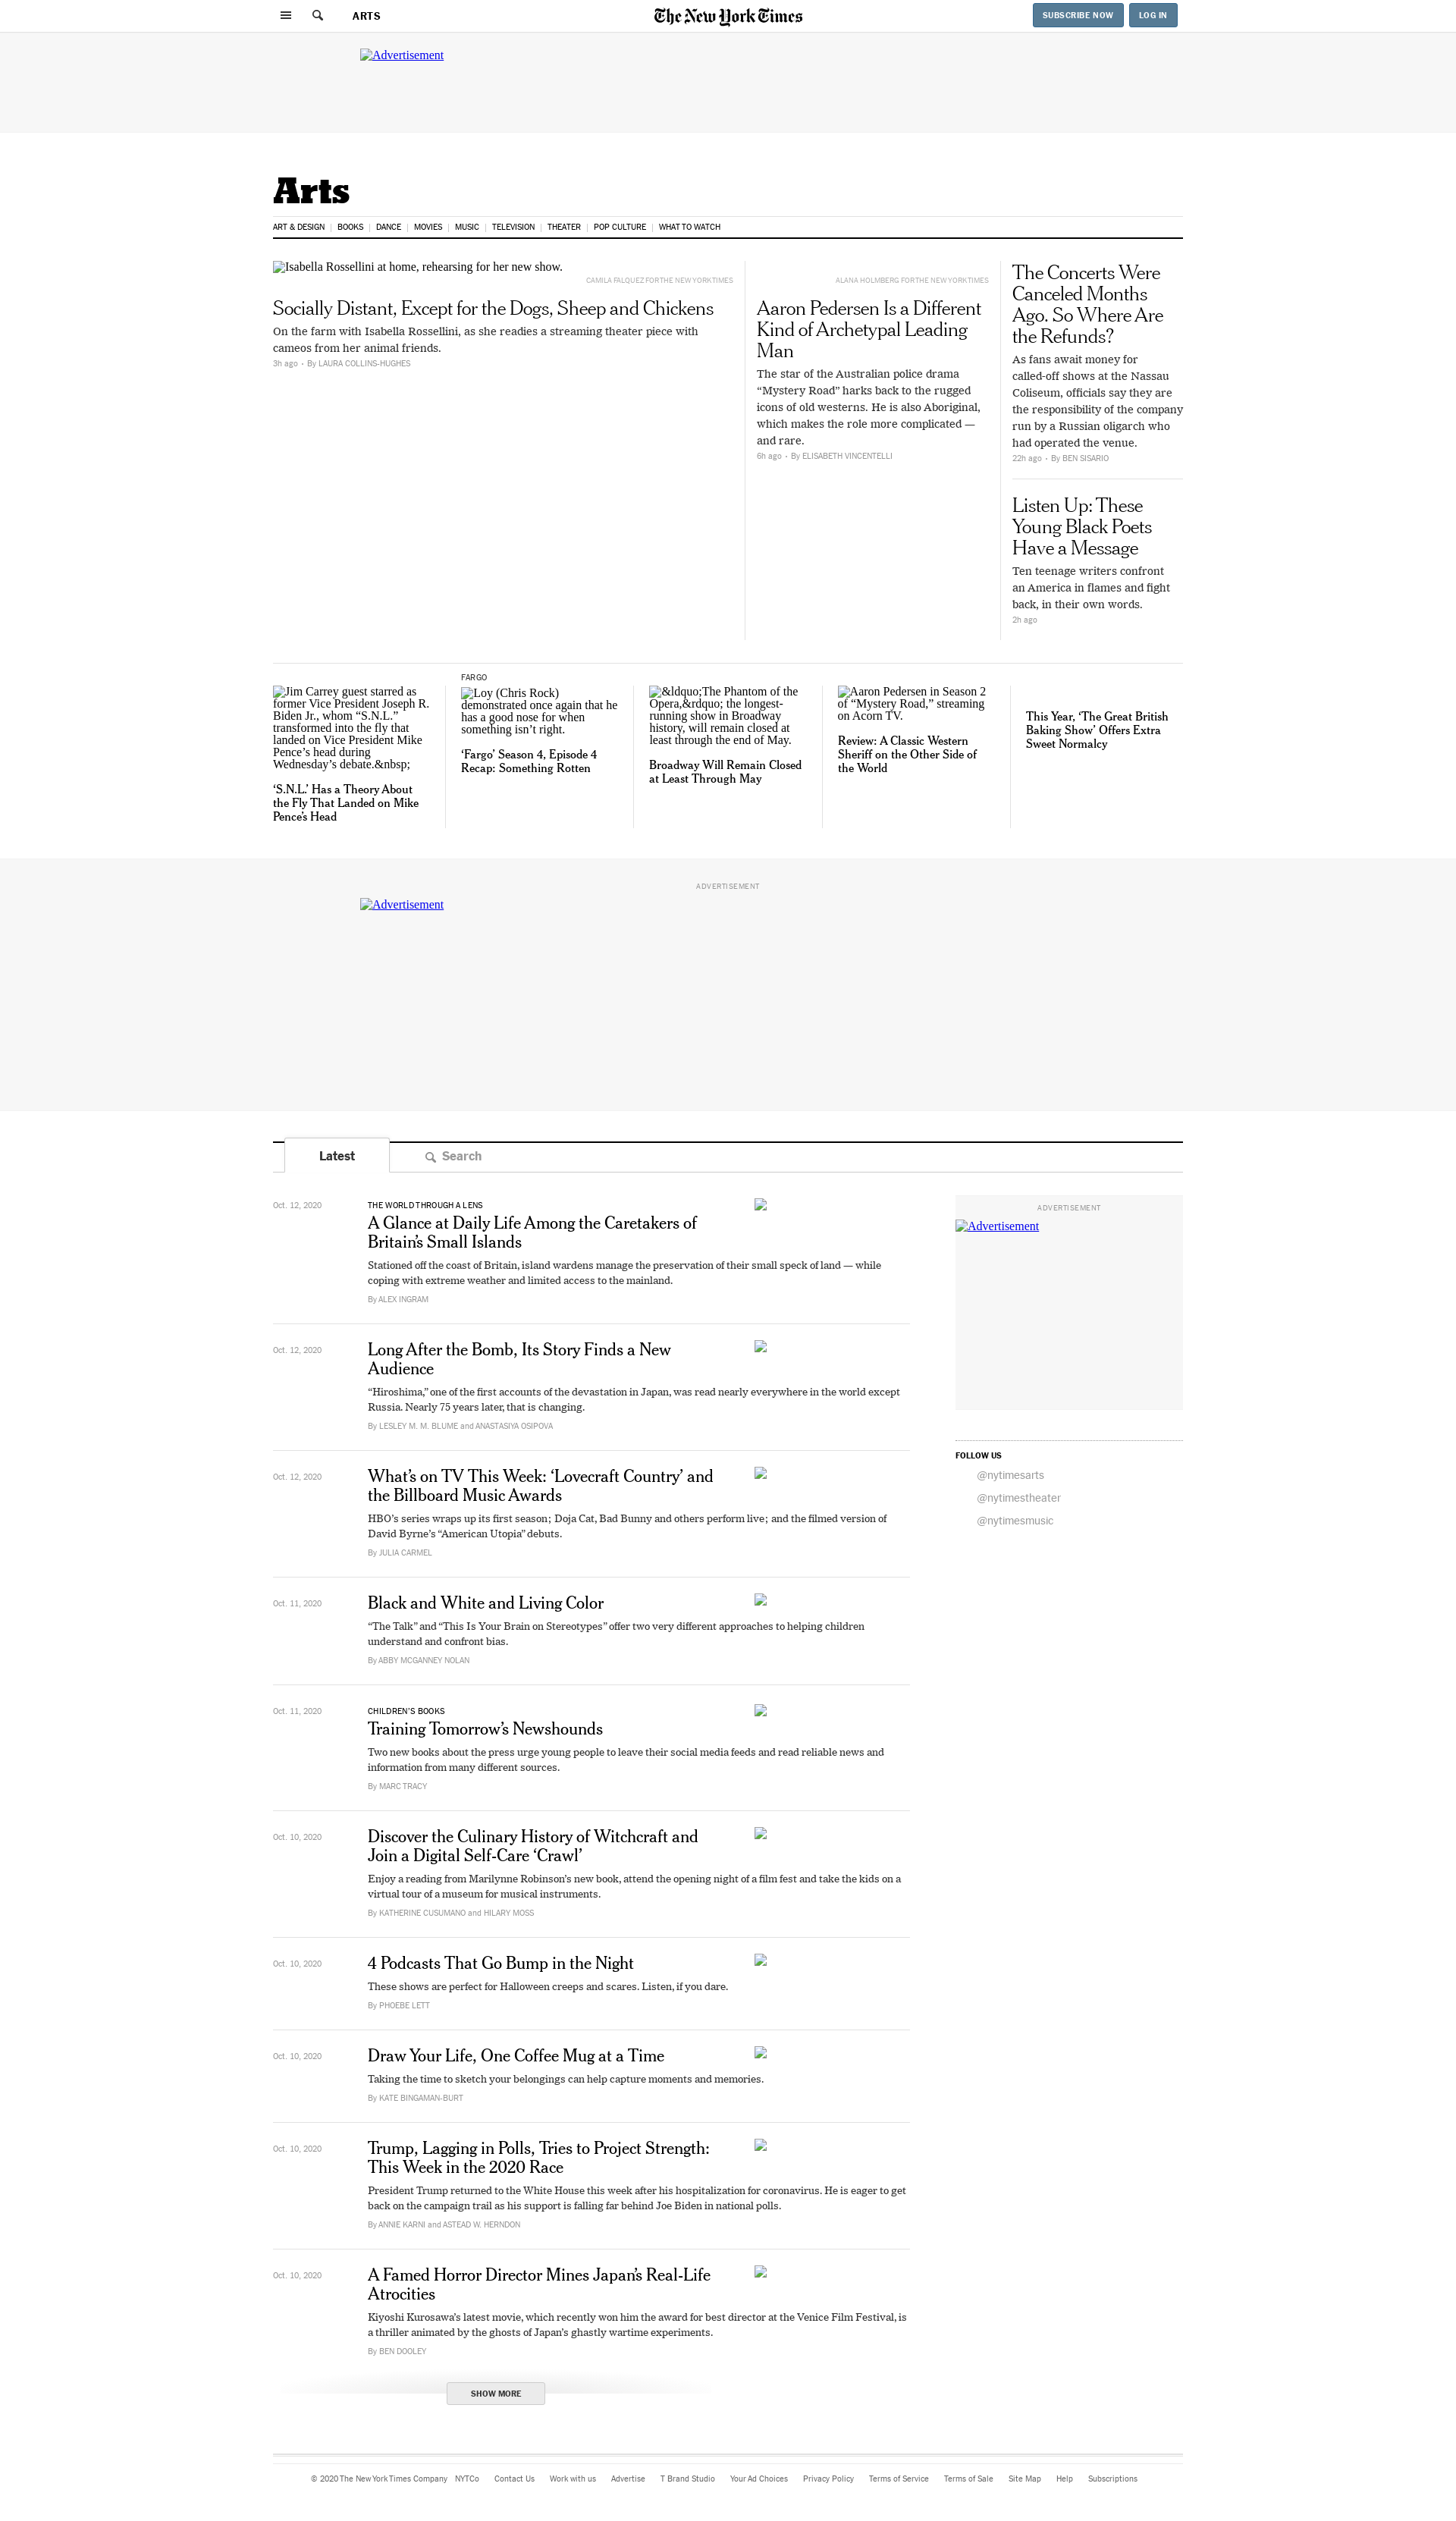 ARTS
The New York Times
SUBSCRIBE NOW
LOG IN
Advertisement
Arts
ART & DESIGN
BOOKS
DANCE
MOVIES
MUSIC
TELEVISION
THEATER
POP CULTURE
WHAT TO WATCH
Isabella Rossellini at home, rehearsing for her new show.
CAMILA FALQUEZ FOR THE NEW YORK TIMES
Socially Distant, Except for the Dogs, Sheep and Chickens
On the farm with Isabella Rossellini, as she readies a streaming theater piece with
cameos from her animal friends.
3h ago • By LAURA COLLINS-HUGHES
ALANA HOLMBERG FOR THE NEW YORK TIMES
Aaron Pedersen Is a Different
Kind of Archetypal Leading
Man
The star of the Australian police drama
“Mystery Road” harks back to the rugged
icons of old westerns. He is also Aboriginal,
which makes the role more complicated —
and rare.
6h ago • By ELISABETH VINCENTELLI
The Concerts Were
Canceled Months
Ago. So Where Are
the Refunds?
As fans await money for
called-off shows at the Nassau
Coliseum, officials say they are
the responsibility of the company
run by a Russian oligarch who
had operated the venue.
22h ago • By BEN SISARIO
Listen Up: These
Young Black Poets
Have a Message
Ten teenage writers confront
an America in flames and fight
back, in their own words.
2h ago
Jim Carrey guest starred as
former Vice President Joseph R.
Biden Jr., whom “S.N.L.”
transformed into the fly that
landed on Vice President Mike
Pence’s head during
Wednesday’s debate.&nbsp;
‘S.N.L.’ Has a Theory About
the Fly That Landed on Mike
Pence’s Head
FARGO
Loy (Chris Rock)
demonstrated once again that he
has a good nose for when
something isn’t right.
‘Fargo’ Season 4, Episode 4
Recap: Something Rotten
&ldquo;The Phantom of the
Opera,&rdquo; the longest-
running show in Broadway
history, will remain closed at
least through the end of May.
Broadway Will Remain Closed
at Least Through May
Aaron Pedersen in Season 2
of “Mystery Road,” streaming
on Acorn TV.
Review: A Classic Western
Sheriff on the Other Side of
the World
This Year, ‘The Great British
Baking Show’ Offers Extra
Sweet Normalcy
ADVERTISEMENT
Advertisement
Latest
Search
Oct. 12, 2020
THE WORLD THROUGH A LENS
A Glance at Daily Life Among the Caretakers of
Britain’s Small Islands
Stationed off the coast of Britain, island wardens manage the preservation of their small speck of land — while
coping with extreme weather and limited access to the mainland.
By ALEX INGRAM
Oct. 12, 2020
Long After the Bomb, Its Story Finds a New
Audience
“Hiroshima,” one of the first accounts of the devastation in Japan, was read nearly everywhere in the world except
Russia. Nearly 75 years later, that is changing.
By LESLEY M. M. BLUME and ANASTASIYA OSIPOVA
Oct. 12, 2020
What’s on TV This Week: ‘Lovecraft Country’ and
the Billboard Music Awards
HBO’s series wraps up its first season; Doja Cat, Bad Bunny and others perform live; and the filmed version of
David Byrne’s “American Utopia” debuts.
By JULIA CARMEL
Oct. 11, 2020
Black and White and Living Color
“The Talk” and “This Is Your Brain on Stereotypes” offer two very different approaches to helping children
understand and confront bias.
By ABBY MCGANNEY NOLAN
Oct. 11, 2020
CHILDREN’S BOOKS
Training Tomorrow’s Newshounds
Two new books about the press urge young people to leave their social media feeds and read reliable news and
information from many different sources.
By MARC TRACY
Oct. 10, 2020
Discover the Culinary History of Witchcraft and
Join a Digital Self-Care ‘Crawl’
Enjoy a reading from Marilynne Robinson’s new book, attend the opening night of a film fest and take the kids on a
virtual tour of a museum for musical instruments.
By KATHERINE CUSUMANO and HILARY MOSS
Oct. 10, 2020
4 Podcasts That Go Bump in the Night
These shows are perfect for Halloween creeps and scares. Listen, if you dare.
By PHOEBE LETT
Oct. 10, 2020
Draw Your Life, One Coffee Mug at a Time
Taking the time to sketch your belongings can help capture moments and memories.
By KATE BINGAMAN-BURT
Oct. 10, 2020
Trump, Lagging in Polls, Tries to Project Strength:
This Week in the 2020 Race
President Trump returned to the White House this week after his hospitalization for coronavirus. He is eager to get
back on the campaign trail as his support is falling far behind Joe Biden in national polls.
By ANNIE KARNI and ASTEAD W. HERNDON
Oct. 10, 2020
A Famed Horror Director Mines Japan’s Real-Life
Atrocities
Kiyoshi Kurosawa’s latest movie, which recently won him the award for best director at the Venice Film Festival, is
a thriller animated by the ghosts of Japan’s ghastly wartime experiments.
By BEN DOOLEY
SHOW MORE
ADVERTISEMENT
Advertisement
FOLLOW US
@nytimesarts
@nytimestheater
@nytimesmusic
© 2020 The New York Times Company NYTCo Contact Us Work with us Advertise T Brand Studio Your Ad Choices Privacy Policy Terms of Service Terms of Sale Site Map Help Subscriptions